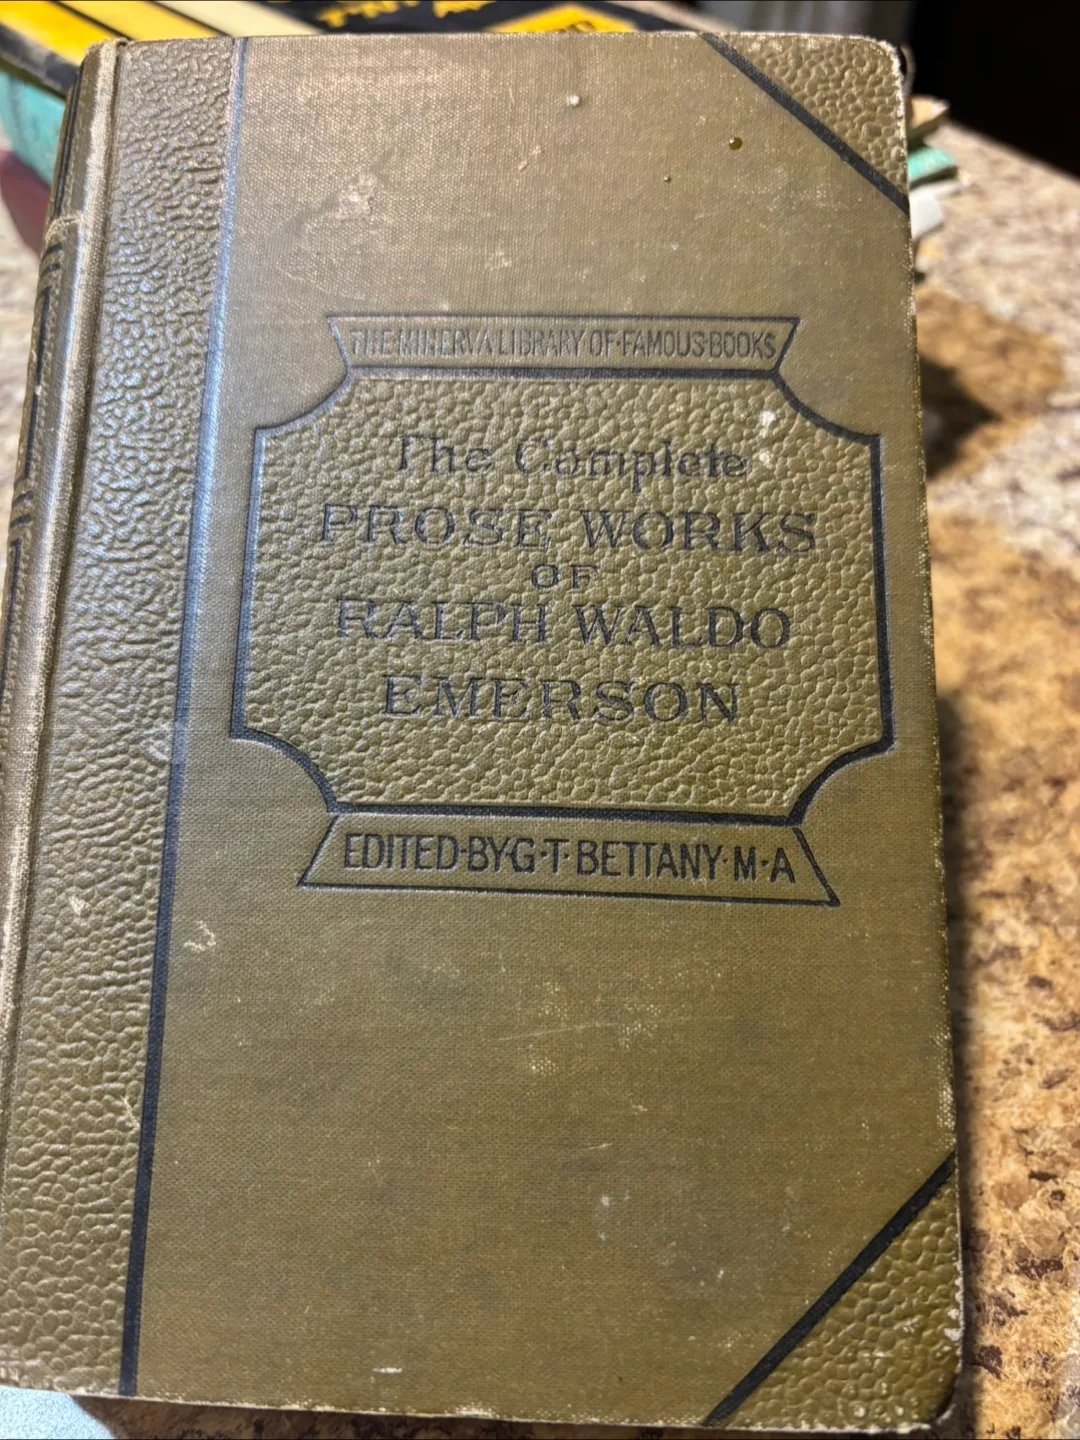 THE MINERVA LIBRARY OF·FAMOUS·BOOKS
The Complete
PROSE WORKS
OF
RALPH WALDO
EMERSON
EDITED·BY·G·T·BETTANY·M·A